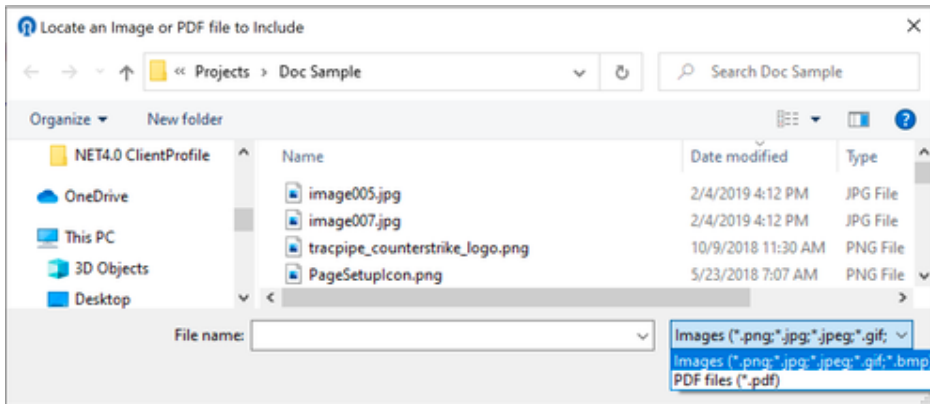 Locate an Image or PDF file to Include
« Projects > Doc Sample
Search Doc Sample
Organize
New folder
NET4.0 ClientProfile
OneDrive
This PC
3D Objects
Desktop
Name Date modified Type
image005.jpg 2/4/2019 4:12 PM JPG File
image007.jpg 2/4/2019 4:12 PM JPG File
tracpipe_counterstrike_logo.png 10/9/2018 11:30 AM PNG File
PageSetupIcon.png 5/23/2018 7:07 AM PNG File
File name:
Images (*.png;*.jpg;*.jpeg;*.gif;
Images (*.png;*.jpg;*.jpeg;*.gif;*.bmp
PDF files (*.pdf)